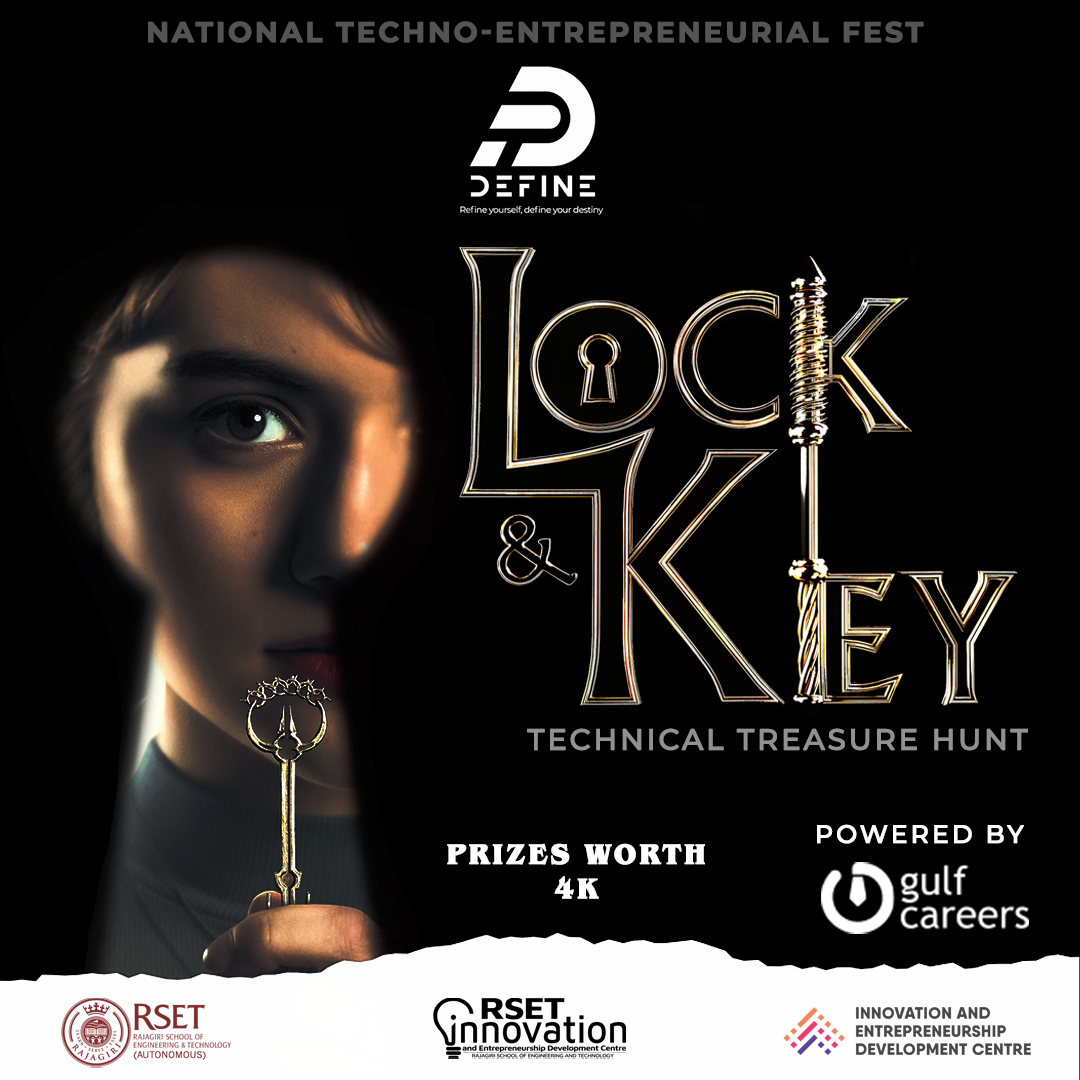 NATIONAL TECHNO-ENTREPRENEURIAL FEST
DEFINE
Refine yourself, define your destiny
LOCK
& KEY
TECHNICAL TREASURE HUNT
PRIZES WORTH
4K
POWERED BY
gulf
careers
RSET
RAJAGIRI SCHOOL OF
ENGINEERING & TECHNOLOGY
(AUTONOMOUS)
RAJAGIRI
RSET
innovation
and Entrepreneurship Development Centre
RAJAGIRI SCHOOL OF ENGINEERING AND TECHNOLOGY
INNOVATION AND
ENTREPRENEURSHIP
DEVELOPMENT CENTRE